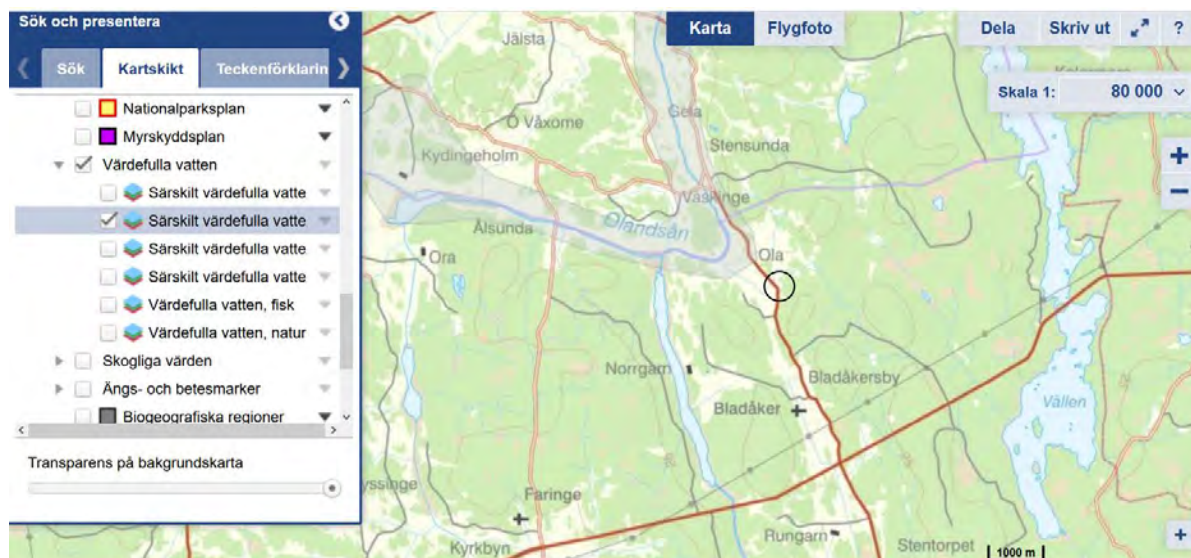 Sök och presentera
Sök
Kartskikt
Teckenförklarin
Nationalparksplan
Myrskyddsplan
Värdefulla vatten
Särskilt värdefulla vatte
Särskilt värdefulla vatte
Särskilt värdefulla vatte
Särskilt värdefulla vatte
Värdefulla vatten, fisk
Värdefulla vatten, natur
Skogliga värden
Ängs- och betesmarker
Biogeografiska regioner
Transparens på bakgrundskarta
Karta
Flygfoto
Dela
Skriv ut
?
Skala 1:
80 000
+
−
Jälsta
Gela
Ö Våxome
Kydingeholm
Stensunda
Vässlinge
Ålsunda
Olandsån
Ola
Ora
Norrgarn
Bladåkersby
Bladåker
Vällen
Faringe
Kyrkbyn
Rungarn
Stentorpet
1000 m
+